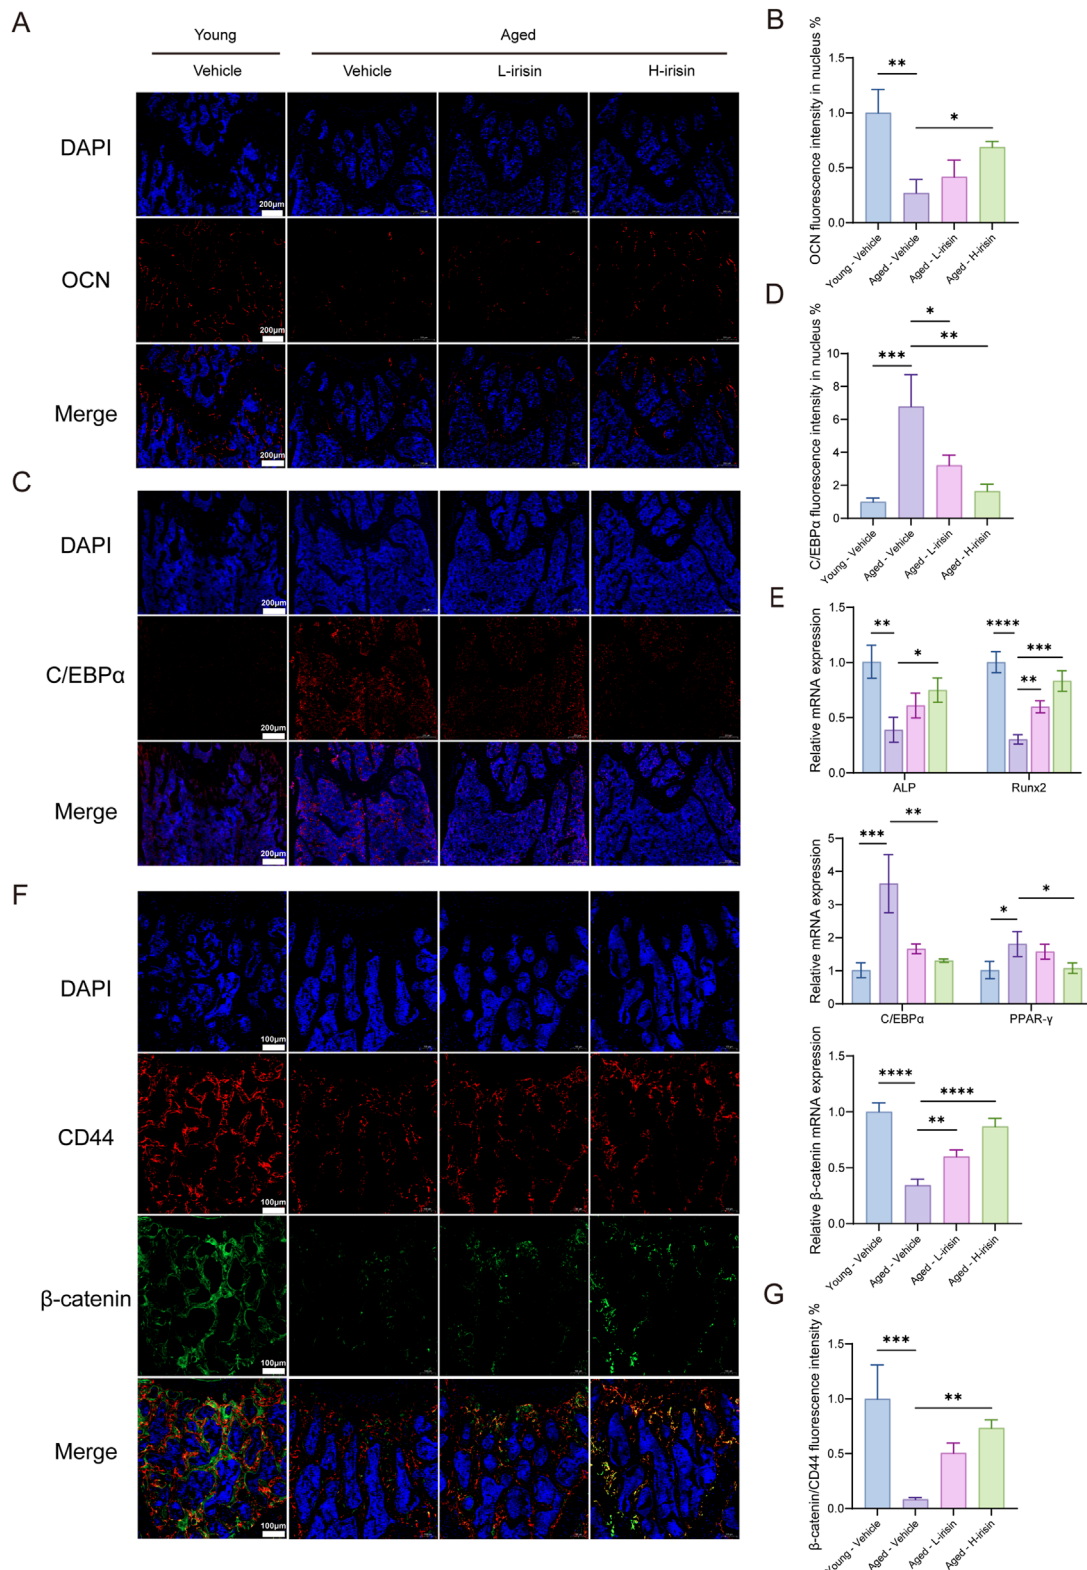 A
Young
Aged
Vehicle
Vehicle
L-irisin
H-irisin
DAPI
200μm
OCN
200μm
Merge
200μm
C
DAPI
200μm
C/EBPα
200μm
Merge
200μm
F
DAPI
100μm
CD44
100μm
β-catenin
100μm
Merge
100μm
B
OCN fluorescence intensity in nucleus %
1.5
1.0
0.5
0.0
**
*
Young - Vehicle
Aged - Vehicle
Aged - L-irisin
Aged - H-irisin
D
C/EBPα fluorescence intensity in nucleus %
10
8
6
4
2
0
***
*
**
Young - Vehicle
Aged - Vehicle
Aged - L-irisin
Aged - H-irisin
E
Relative mRNA expression
1.5
1.0
0.5
0.0
**
*
****
**
***
ALP
Runx2
Relative mRNA expression
5
4
3
2
1
0
***
**
*
*
C/EBPα
PPAR-γ
Relative β-catenin mRNA expression
1.5
1.0
0.5
0.0
****
**
****
Young - Vehicle
Aged - Vehicle
Aged - L-irisin
Aged - H-irisin
G
β-catenin/CD44 fluorescence intensity %
1.5
1.0
0.5
0.0
***
**
Young - Vehicle
Aged - Vehicle
Aged - L-irisin
Aged - H-irisin